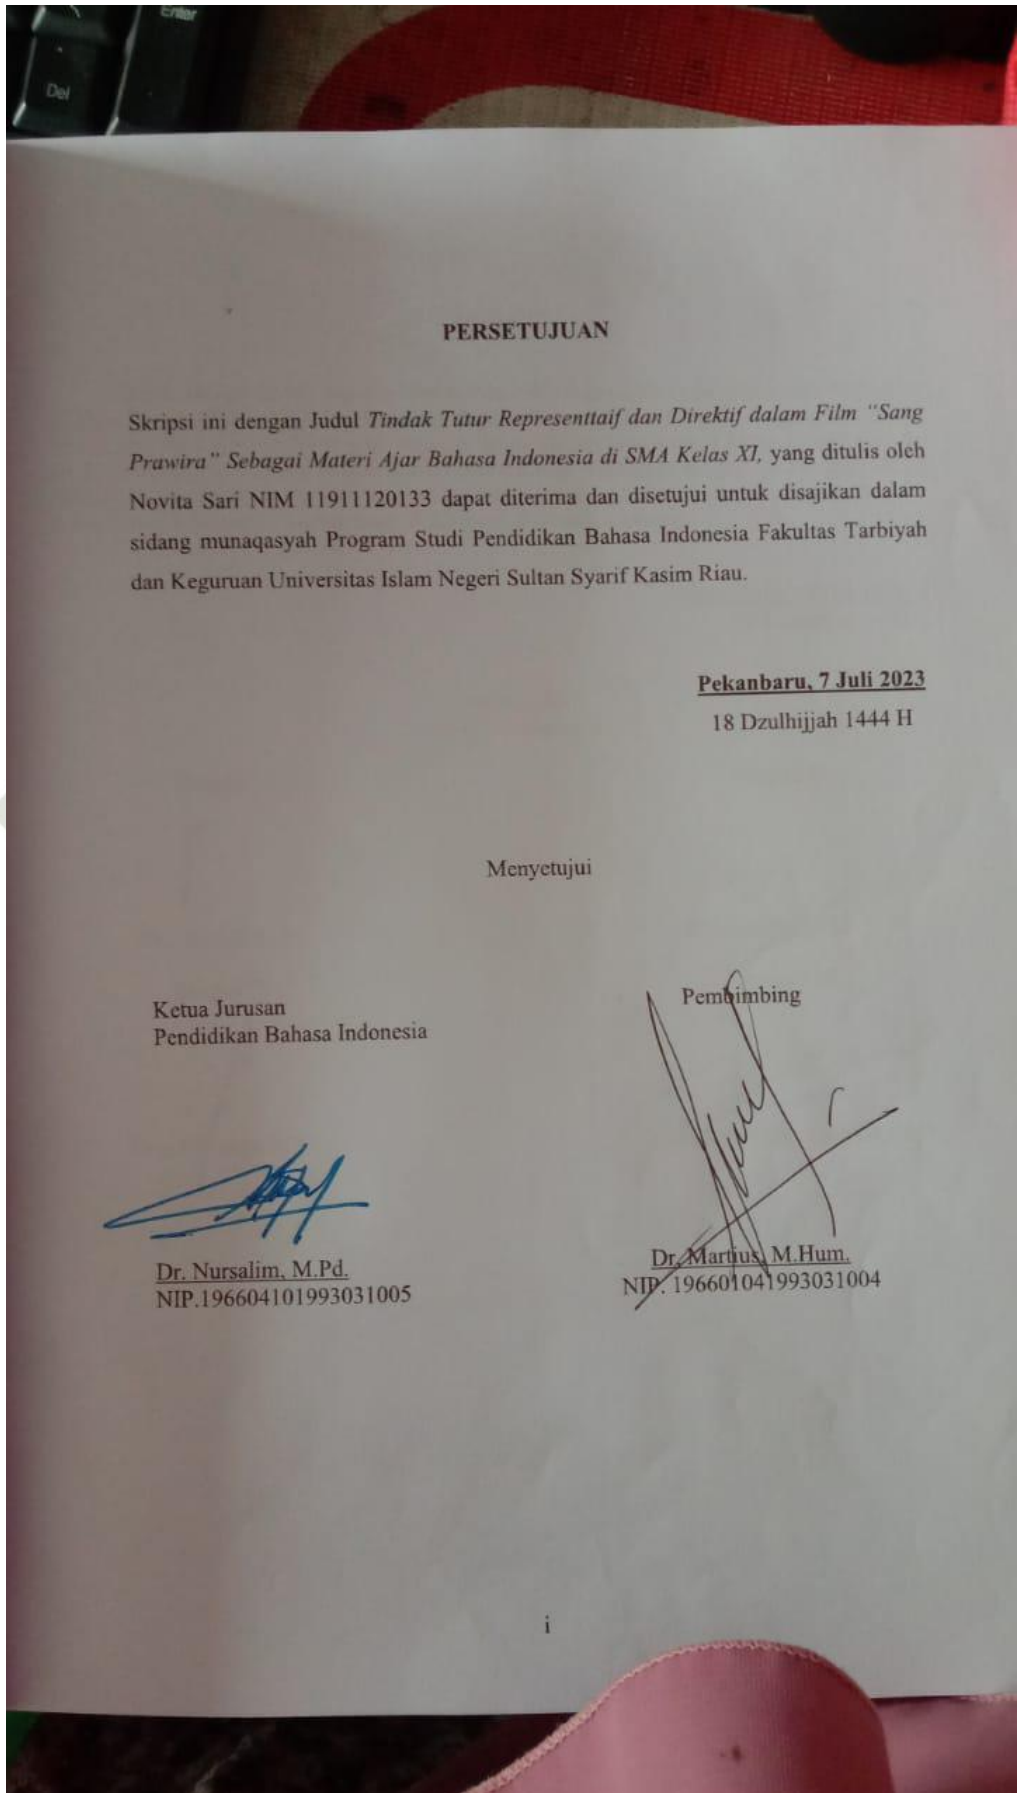 Enter
Del
PERSETUJUAN
Skripsi ini dengan Judul Tindak Tutur Representtaif dan Direktif dalam Film “Sang
Prawira” Sebagai Materi Ajar Bahasa Indonesia di SMA Kelas XI, yang ditulis oleh
Novita Sari NIM 11911120133 dapat diterima dan disetujui untuk disajikan dalam
sidang munaqasyah Program Studi Pendidikan Bahasa Indonesia Fakultas Tarbiyah
dan Keguruan Universitas Islam Negeri Sultan Syarif Kasim Riau.
Pekanbaru, 7 Juli 2023
18 Dzulhijjah 1444 H
Menyetujui
Ketua Jurusan
Pendidikan Bahasa Indonesia
Pembimbing
Dr. Nursalim, M.Pd.
NIP.196604101993031005
Dr. Martius, M.Hum.
NIP. 196601041993031004
i